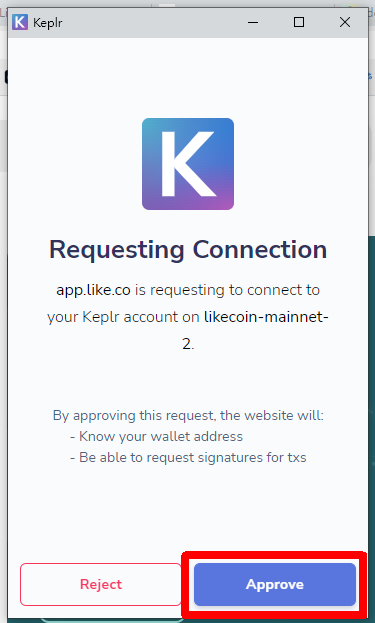 Keplr
K
Requesting Connection
app.like.co is requesting to connect to
your Keplr account on likecoin-mainnet-
2.
By approving this request, the website will:
- Know your wallet address
- Be able to request signatures for txs
Reject
Approve